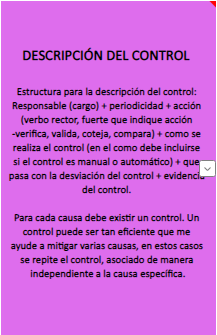 DESCRIPCIÓN DEL CONTROL
Estructura para la descripción del control:
Responsable (cargo) + periodicidad + acción
(verbo rector, fuerte que indique acción
-verifica, valida, coteja, compara) + como se
realiza el control (en el como debe incluirse
si el control es manual o automático) + que
pasa con la desviación del control + evidencia
del control.
Para cada causa debe existir un control. Un
control puede ser tan eficiente que me
ayude a mitigar varias causas, en estos casos
se repite el control, asociado de manera
independiente a la causa específica.